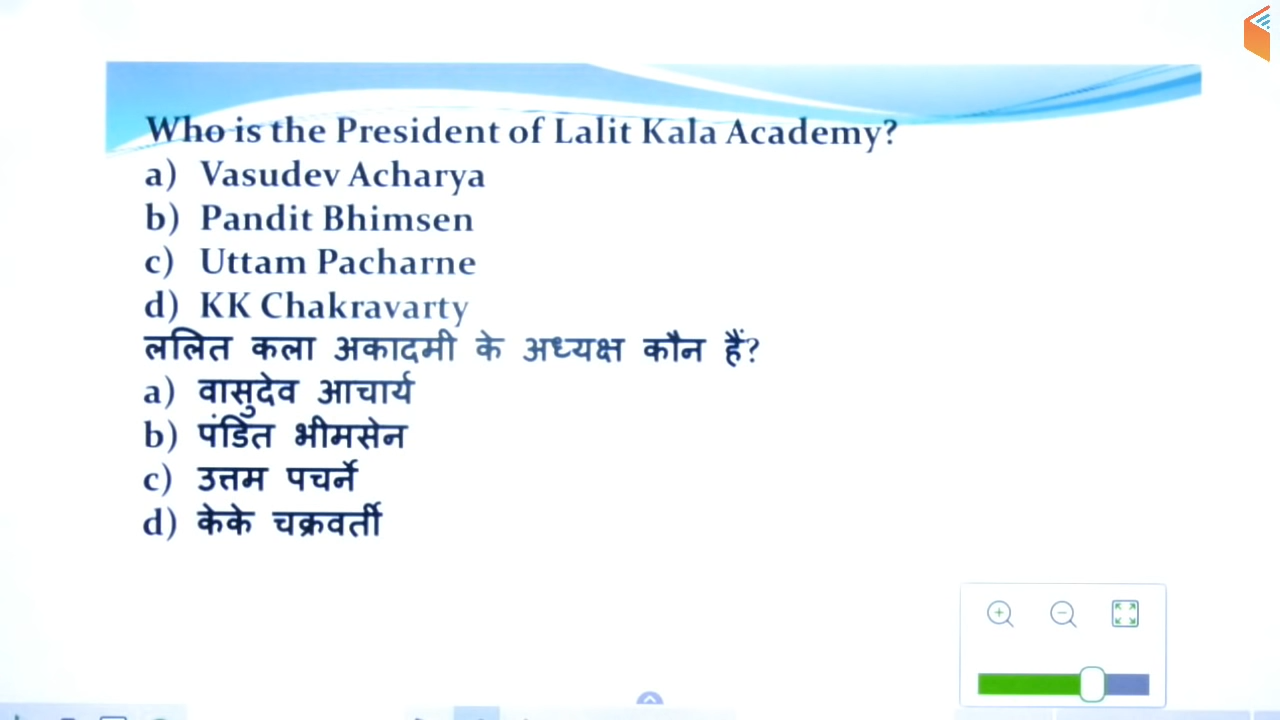 Who is the President of Lalit Kala Academy?
a) Vasudev Acharya
b) Pandit Bhimsen
c) Uttam Pacharne
d) KK Chakravarty
ललित कला अकादमी के अध्यक्ष कौन हैं?
a) वासुदेव आचार्य
b) पंडित भीमसेन
c) उत्तम पचर्ने
d) केके चक्रवर्ती